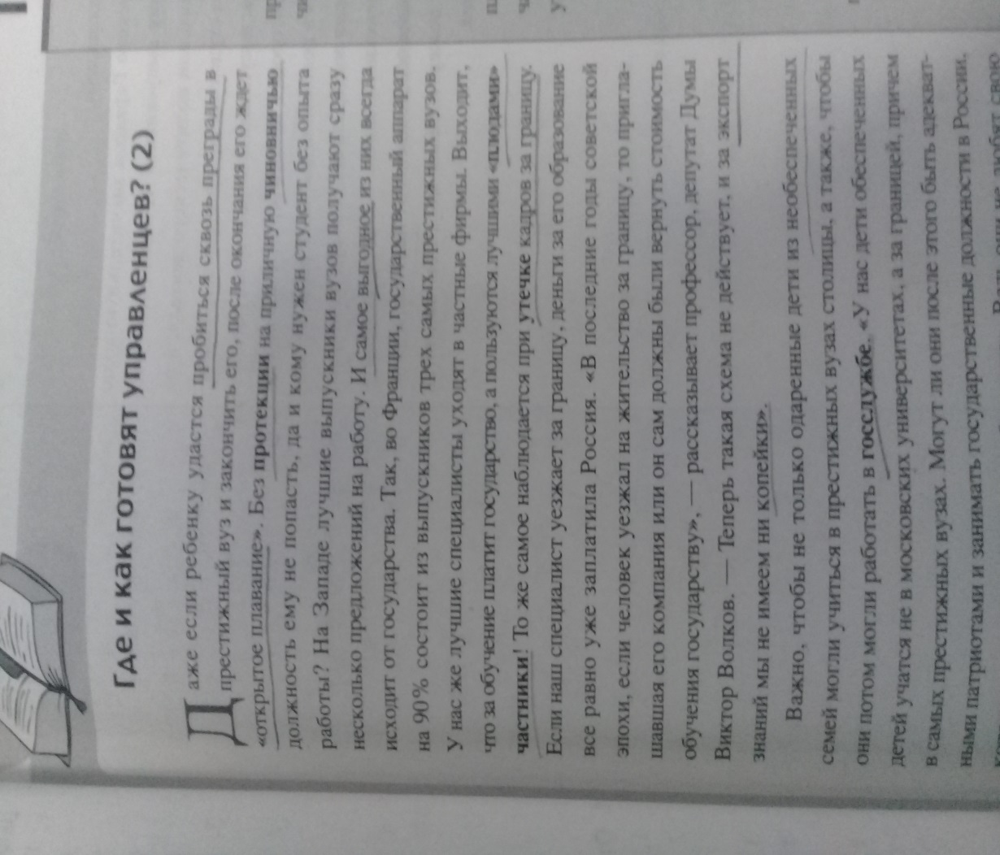 Где и как готовят управленцев? (2)
Даже если ребенку удастся пробиться сквозь преграды в
престижный вуз и закончить его, после окончания его ждет
«открытое плавание». Без протекции на приличную чиновничью
должность ему не попасть, да и кому нужен студент без опыта
работы? На Западе лучшие выпускники вузов получают сразу
несколько предложений на работу. И самое выгодное из них всегда
исходит от государства. Так, во Франции, государственный аппарат
на 90% состоит из выпускников трех самых престижных вузов.
У нас же лучшие специалисты уходят в частные фирмы. Выходит,
что за обучение платит государство, а пользуются лучшими «плодами»
частники! То же самое наблюдается при утечке кадров за границу.
Если наш специалист уезжает за границу, деньги за его образование
все равно уже заплатила Россия. «В последние годы советской
эпохи, если человек уезжал на жительство за границу, то пригла-
шавшая его компания или он сам должны были вернуть стоимость
обучения государству», — рассказывает профессор, депутат Думы
Виктор Волков. — Теперь такая схема не действует, и за экспорт
знаний мы не имеем ни копейки».
Важно, чтобы не только одаренные дети из необеспеченных
семей могли учиться в престижных вузах столицы, а также, чтобы
они потом могли работать в госслужбе. «У нас дети обеспеченных
детей учатся не в московских университетах, а за границей, причем
в самых престижных вузах. Могут ли они после этого быть адекват-
ными патриотами и занимать государственные должности в России.